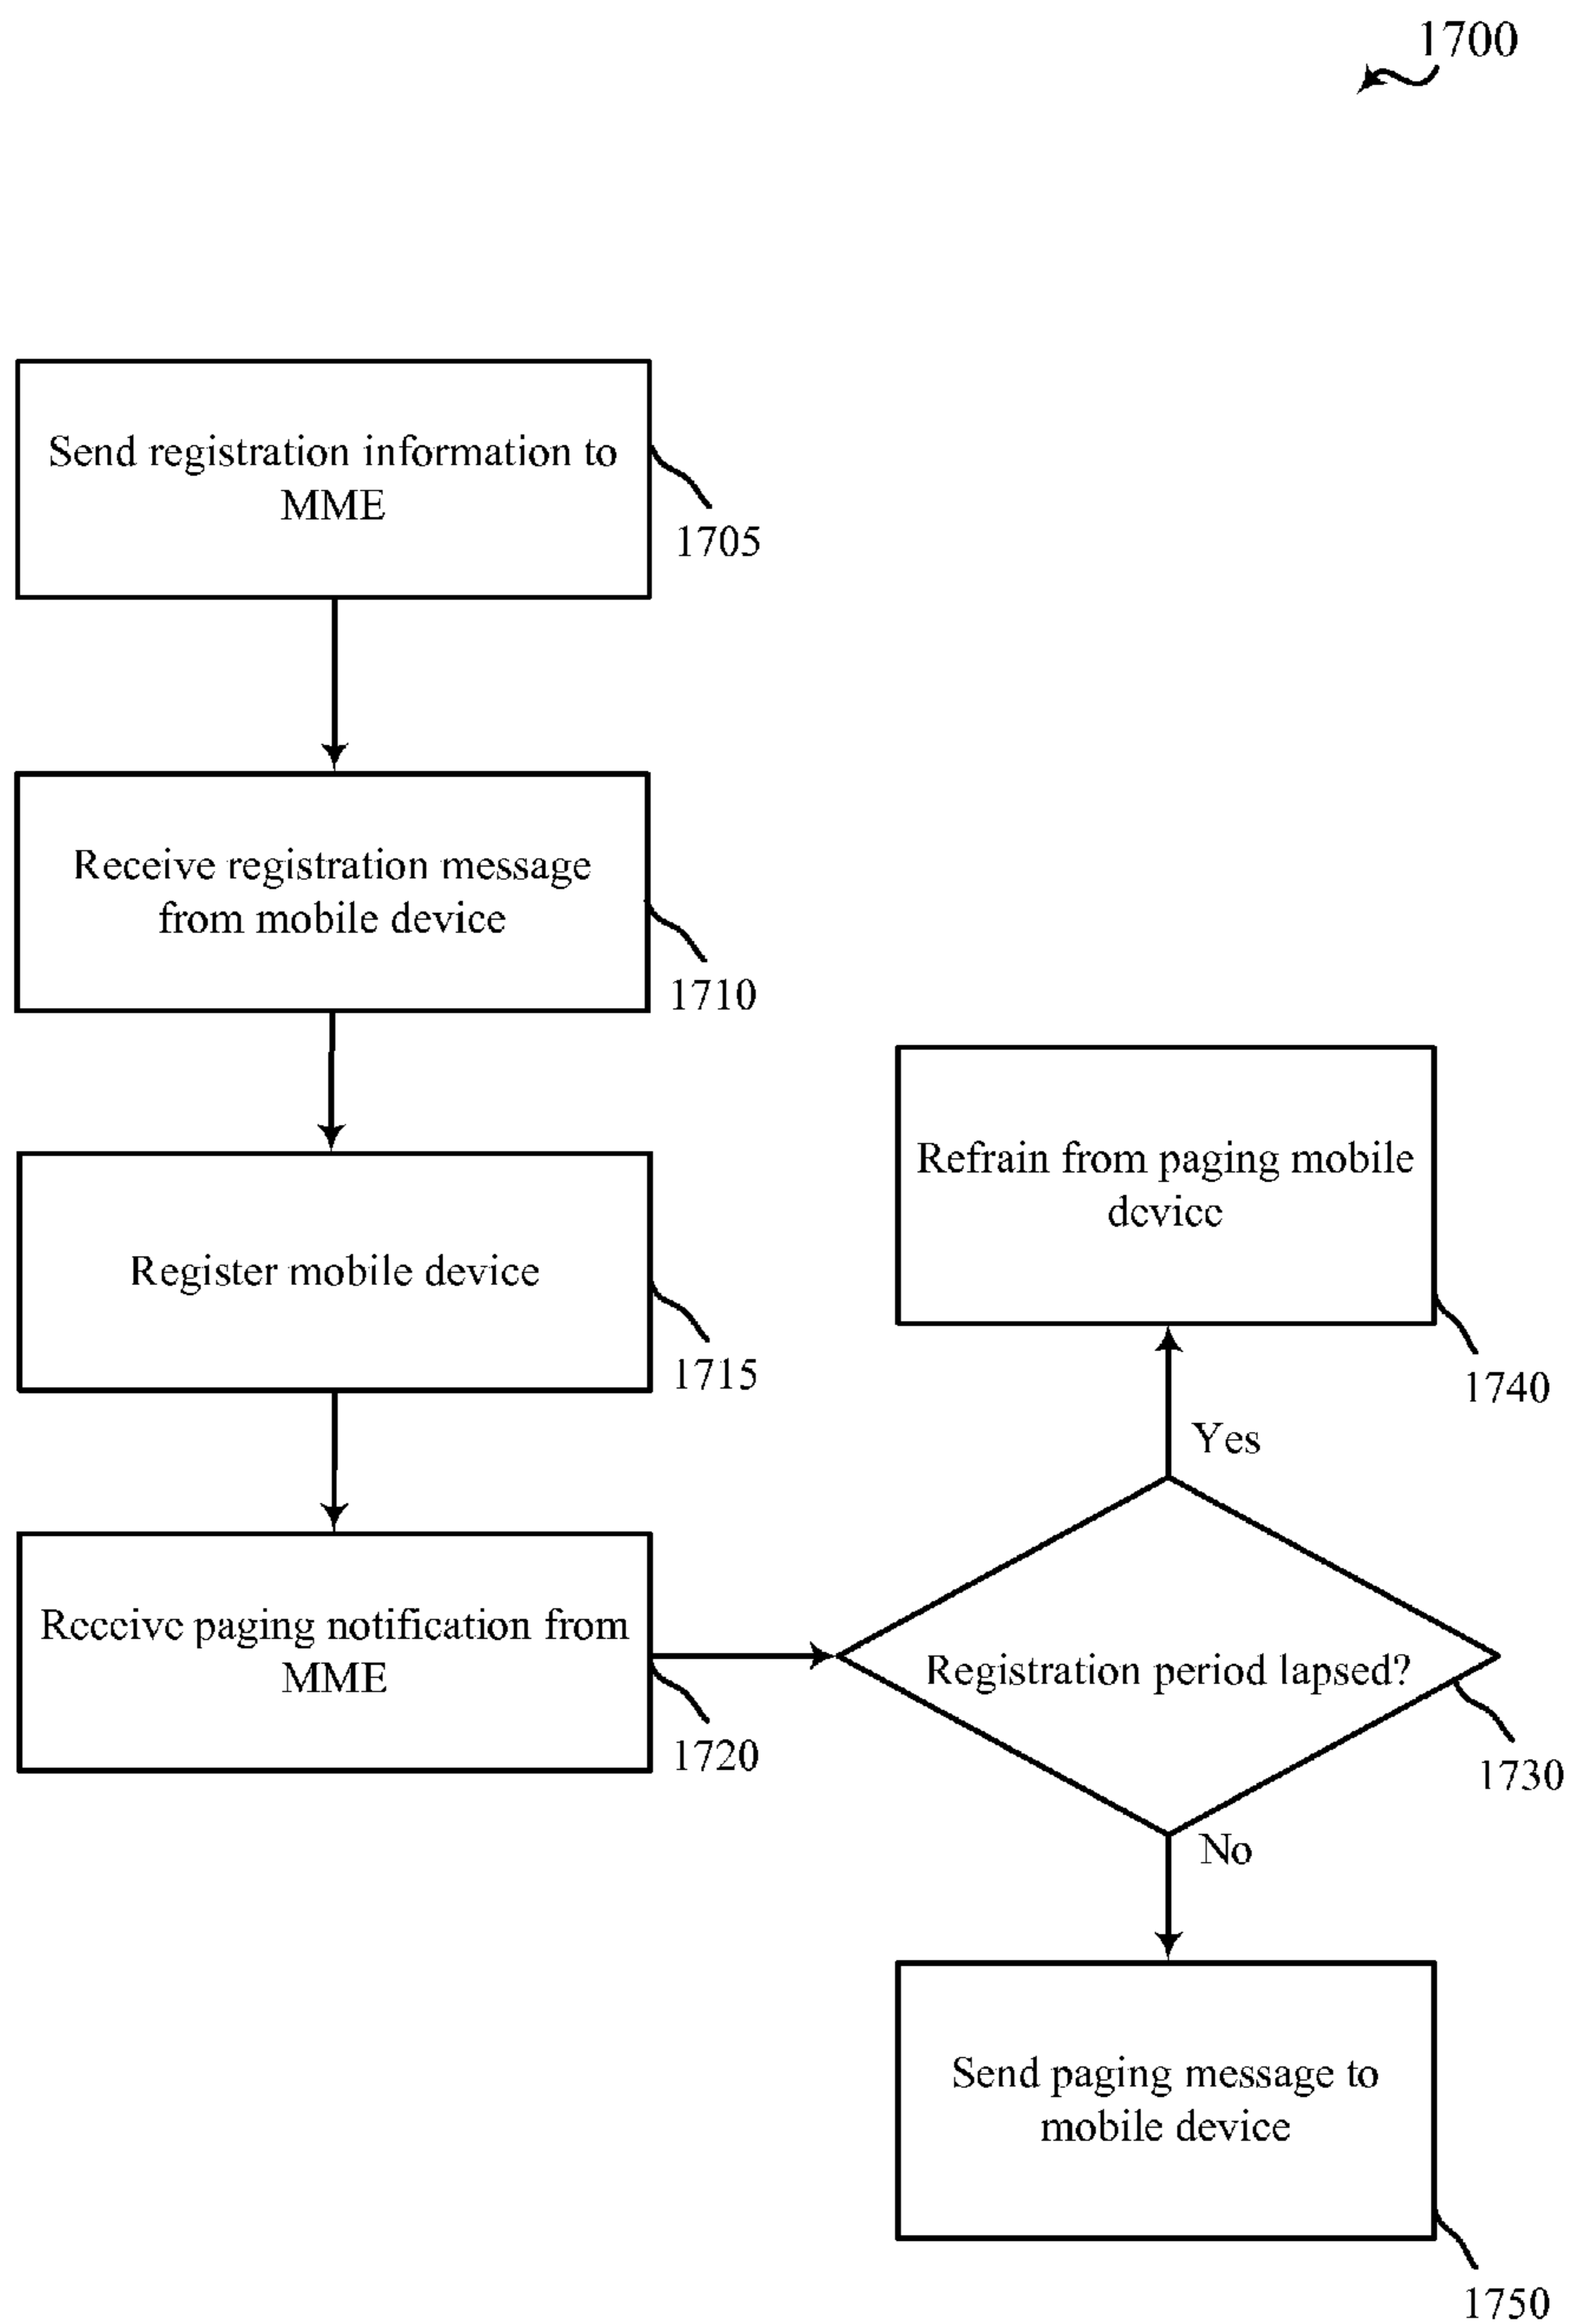 1700
Send registration information to
MME
1705
Receive registration message
from mobile device
1710
Register mobile device
1715
Receive paging notification from
MME
1720
Refrain from paging mobile
device
1740
Yes
Registration period lapsed?
1730
No
Send paging message to
mobile device
1750